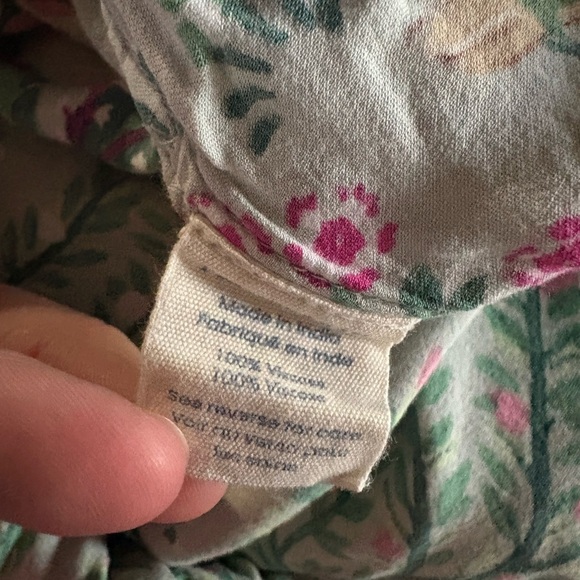 Made in India
Fabriqué en Inde
100% Viscose
100% Viscose
See reverse for care
Voir au verso pour
les soins